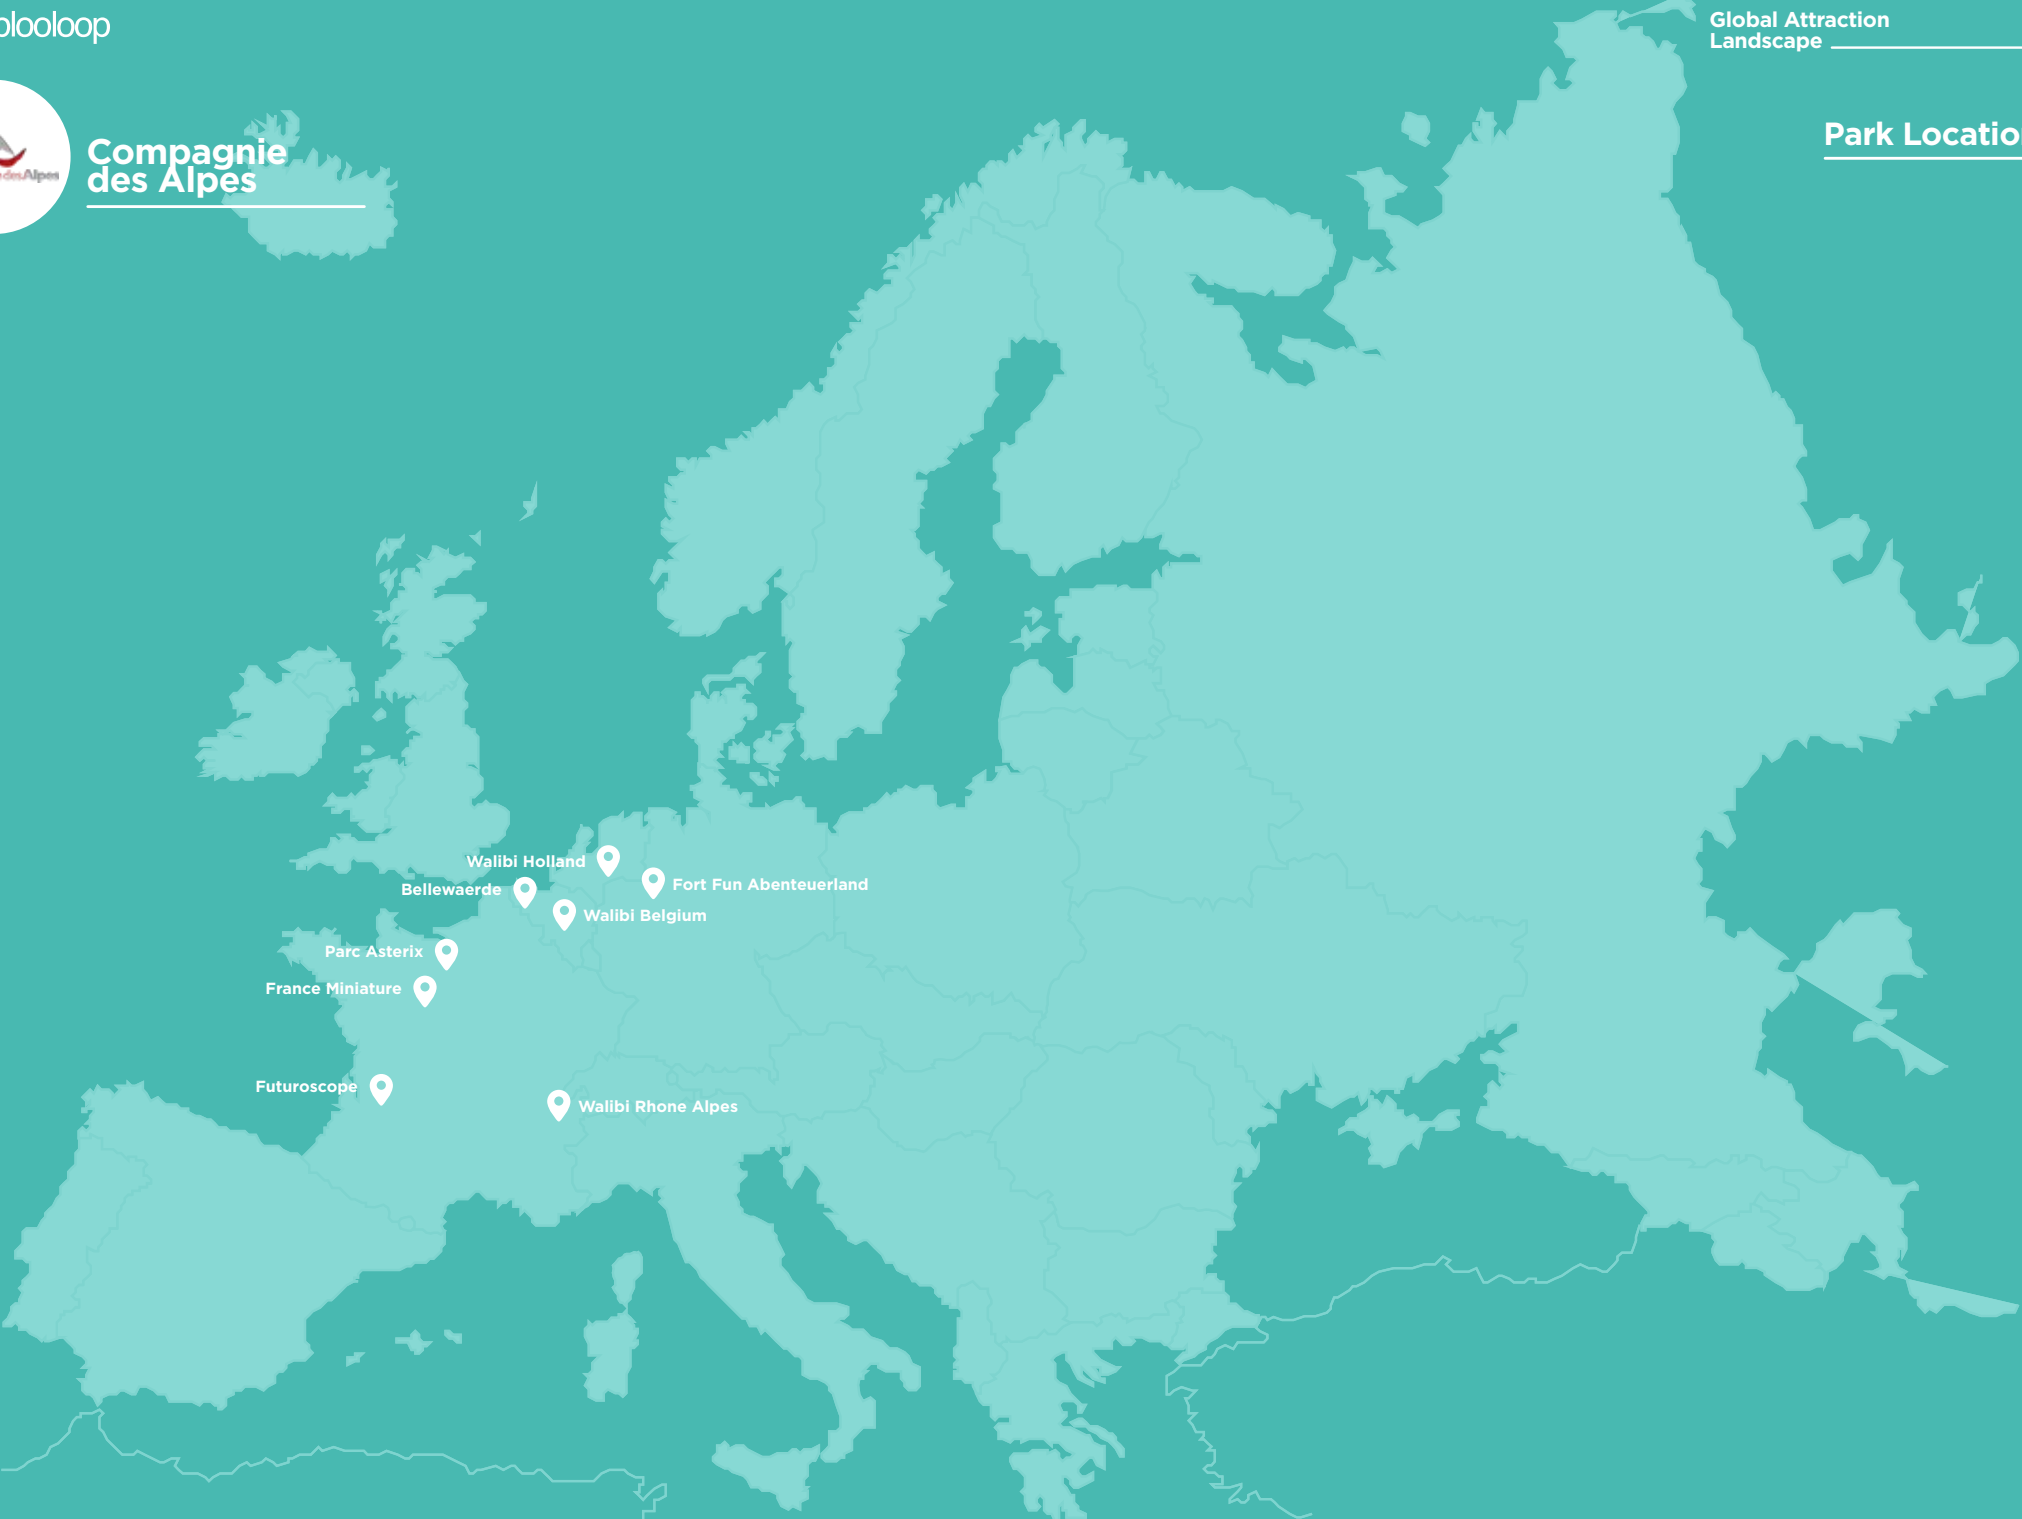 blooloop
Global Attraction
Landscape
desAlpes
Compagnie
des Alpes
Park Locatio
Walibi Holland
Fort Fun Abenteuerland
Bellewaerde
Walibi Belgium
Parc Asterix
France Miniature
Futuroscope
Walibi Rhone Alpes